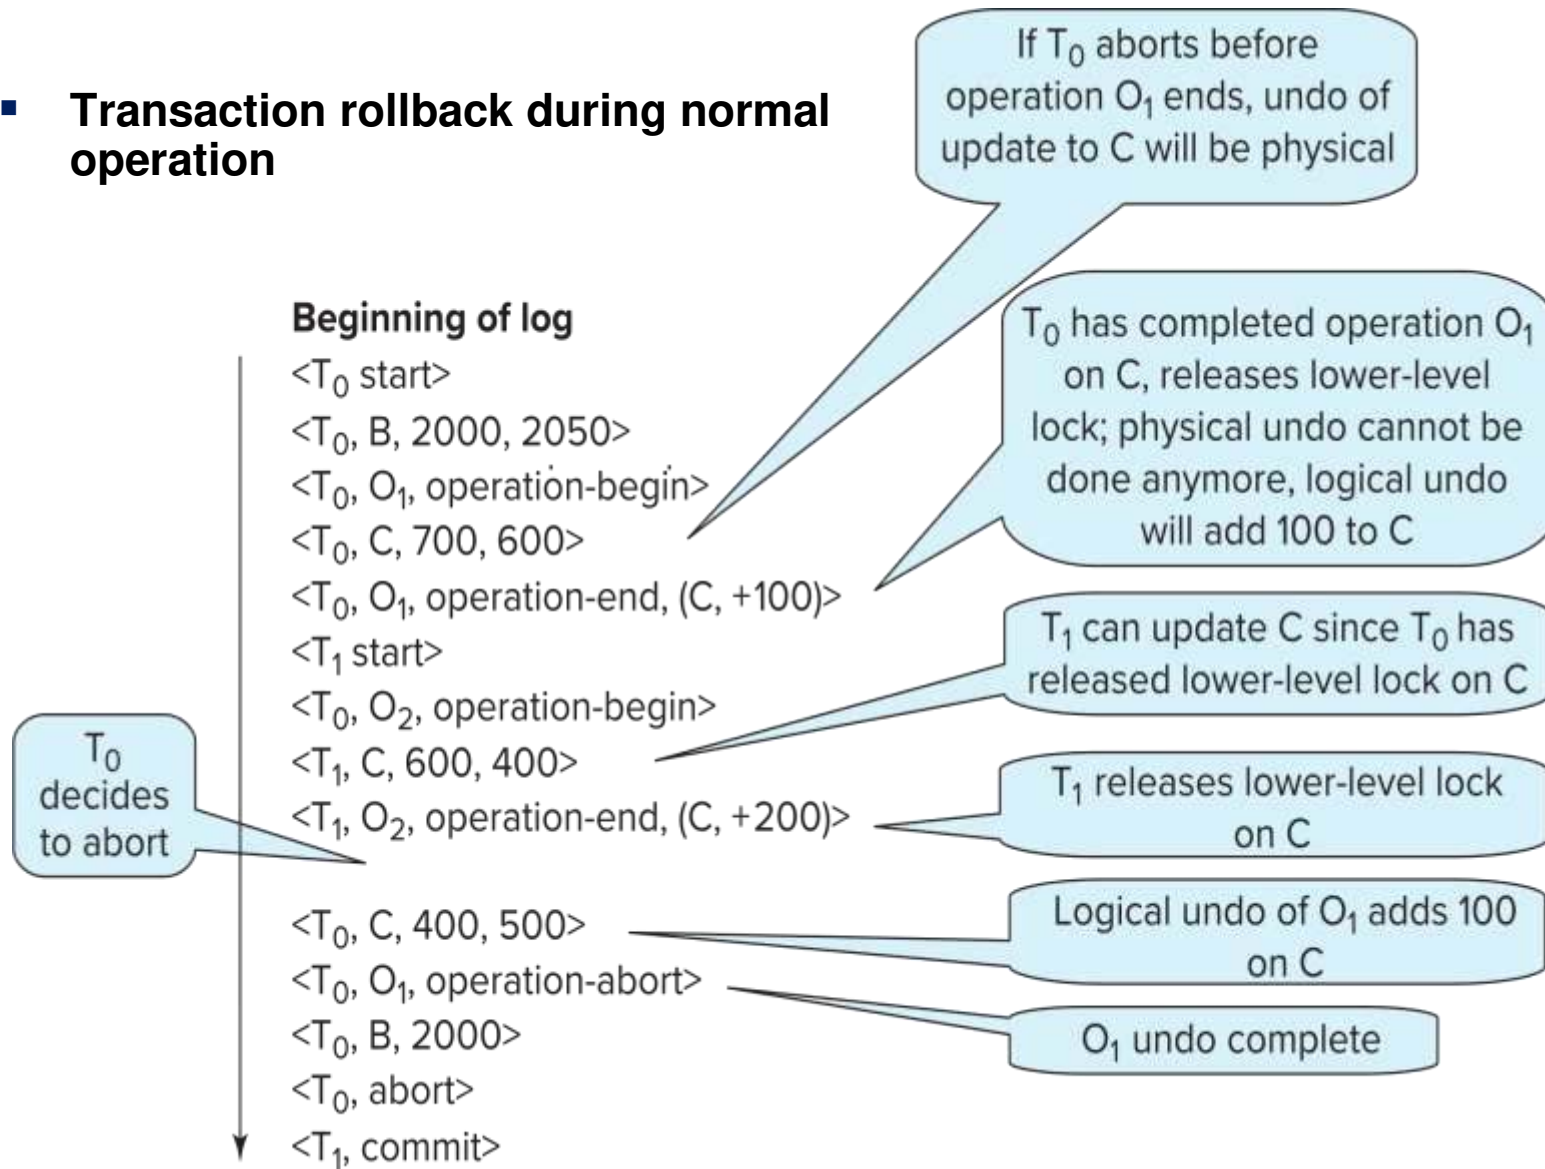 ▪ Transaction rollback during normal
operation
If T₀ aborts before
operation O₁ ends, undo of
update to C will be physical
Beginning of log
<T₀ start>
<T₀, B, 2000, 2050>
<T₀, O₁, operation-begin>
<T₀, C, 700, 600>
<T₀, O₁, operation-end, (C, +100)>
T₀ has completed operation O₁
on C, releases lower-level
lock; physical undo cannot be
done anymore, logical undo
will add 100 to C
<T₁ start>
<T₀, O₂, operation-begin>
<T₁, C, 600, 400>
T₁ can update C since T₀ has
released lower-level lock on C
<T₁, O₂, operation-end, (C, +200)>
T₁ releases lower-level lock
on C
T₀
decides
to abort
<T₀, C, 400, 500>
Logical undo of O₁ adds 100
on C
<T₀, O₁, operation-abort>
O₁ undo complete
<T₀, B, 2000>
<T₀, abort>
<T₁, commit>